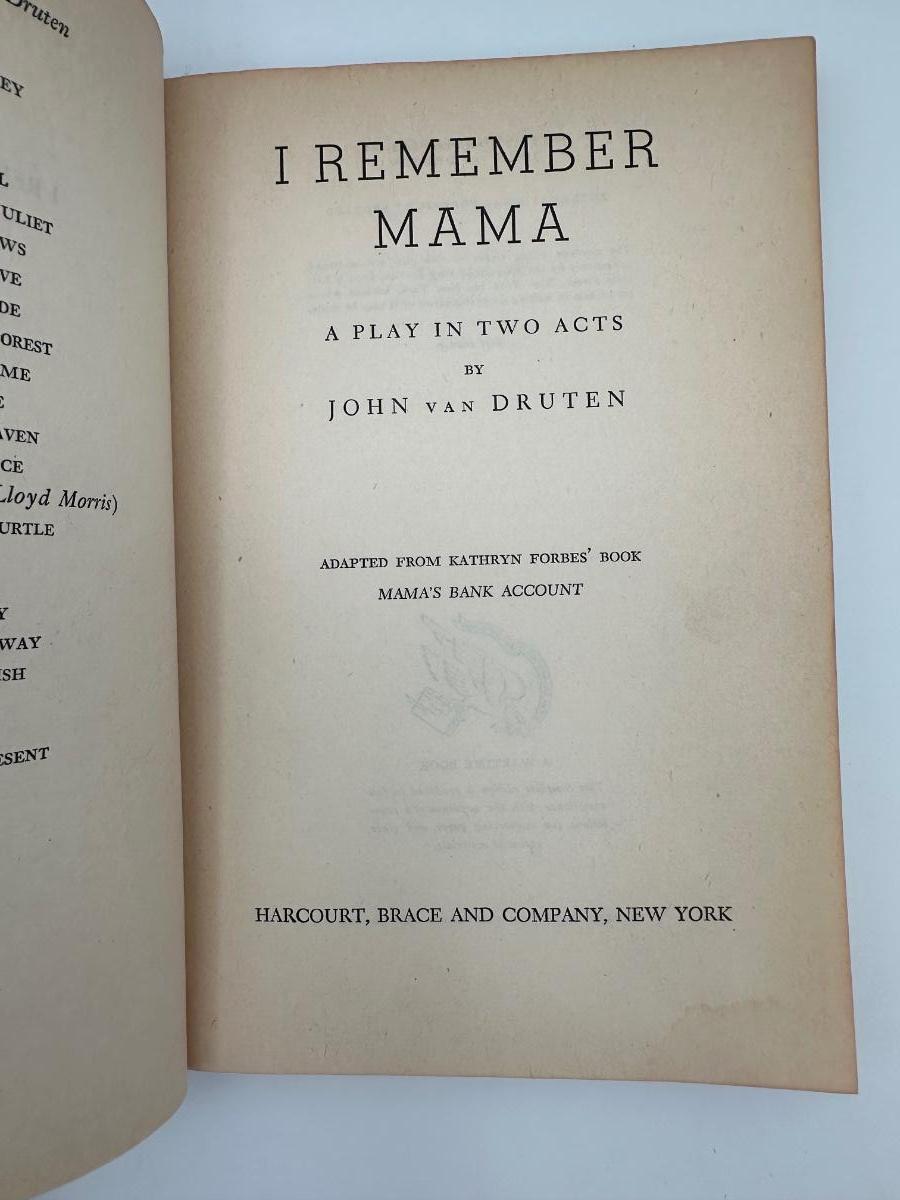 Druten
EY
L
ULIET
WS
VE
DE
OREST
ME
E
AVEN
CE
Lloyd Morris)
URTLE
Y
WAY
ISH
ESENT
I REMEMBER
MAMA
A PLAY IN TWO ACTS
BY
JOHN VAN DRUTEN
ADAPTED FROM KATHRYN FORBES' BOOK
MAMA'S BANK ACCOUNT
HARCOURT, BRACE AND COMPANY, NEW YORK